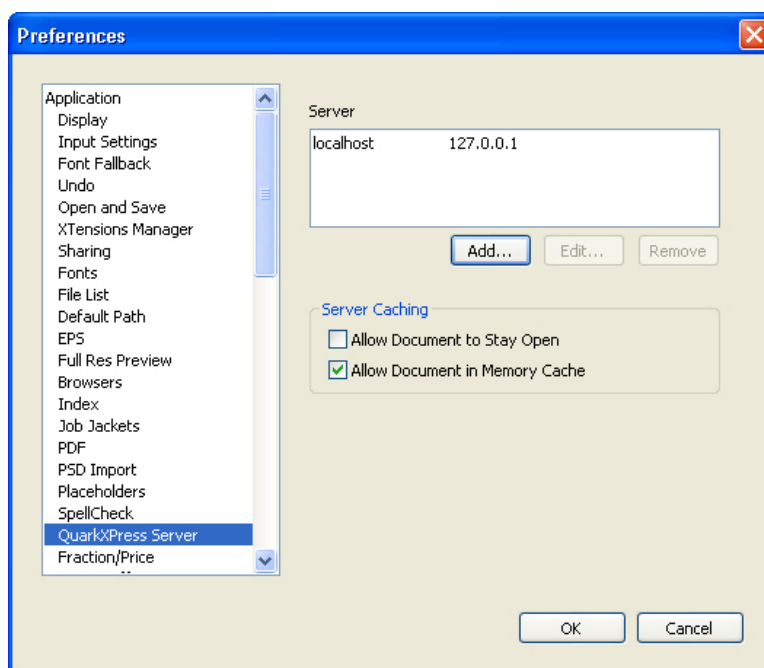 Preferences
Application
Display
Input Settings
Font Fallback
Undo
Open and Save
XTensions Manager
Sharing
Fonts
File List
Default Path
EPS
Full Res Preview
Browsers
Index
Job Jackets
PDF
PSD Import
Placeholders
SpellCheck
QuarkXPress Server
Fraction/Price
Server
localhost 127.0.0.1
Add... Edit... Remove
Server Caching
Allow Document to Stay Open
Allow Document in Memory Cache
OK Cancel